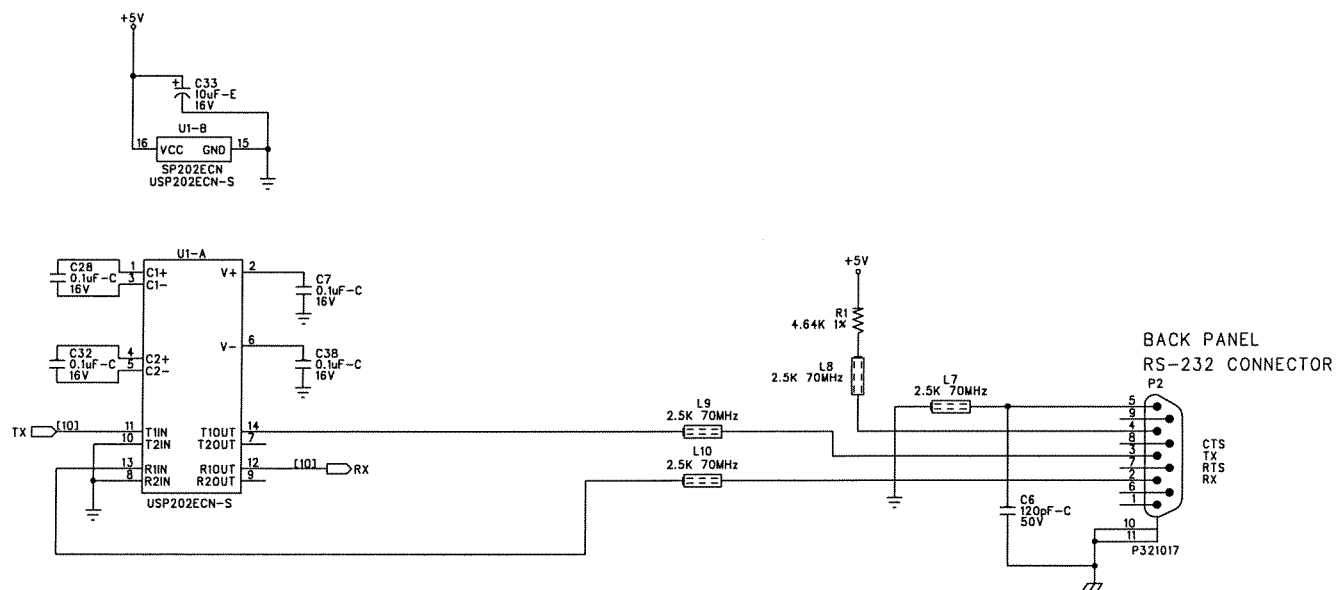 +5V
C33
10uF-E
16V
+
U1-B
16 VCC GND 15
SP202ECN
USP202ECN-S
U1-A
C28
0.1uF-C
16V
1 C1+
3 C1-
V+ 2
C7
0.1uF-C
16V
C32
0.1uF-C
16V
4 C2+
5 C2-
V- 6
C38
0.1uF-C
16V
TX [10] 11 T1IN T1OUT 14
10 T2IN T2OUT 7
13 R1IN R1OUT 12 [10] RX
8 R2IN R2OUT 9
USP202ECN-S
L9
2.5K 70MHz
L10
2.5K 70MHz
+5V
R1
4.64K 1%
L8
2.5K 70MHz
L7
2.5K 70MHz
C6
120pF-C
50V
BACK PANEL
RS-232 CONNECTOR
P2
5
9
4
8 CTS
3 TX
7 RTS
2 RX
6
1
10
11
P321017